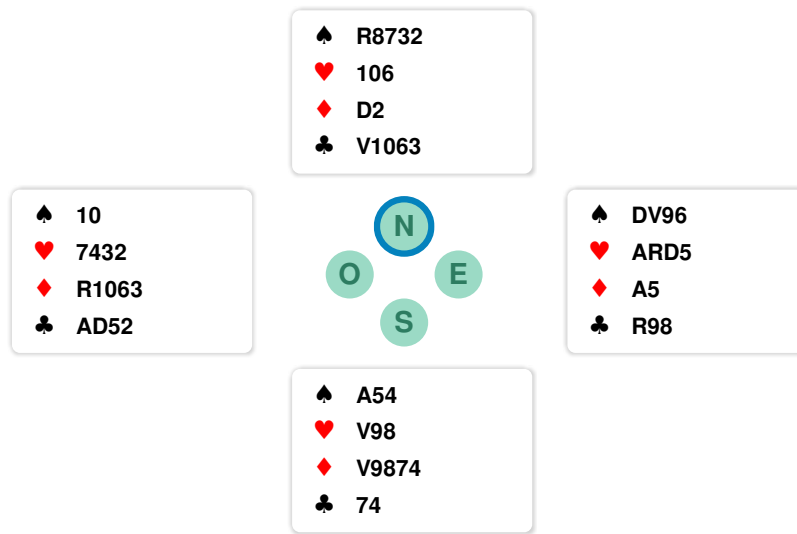 ♠ R8732
♥ 106
♦ D2
♣ V1063
♠ 10
♥ 7432
♦ R1063
♣ AD52
N
O E
S
♠ DV96
♥ ARD5
♦ A5
♣ R98
♠ A54
♥ V98
♦ V9874
♣ 74